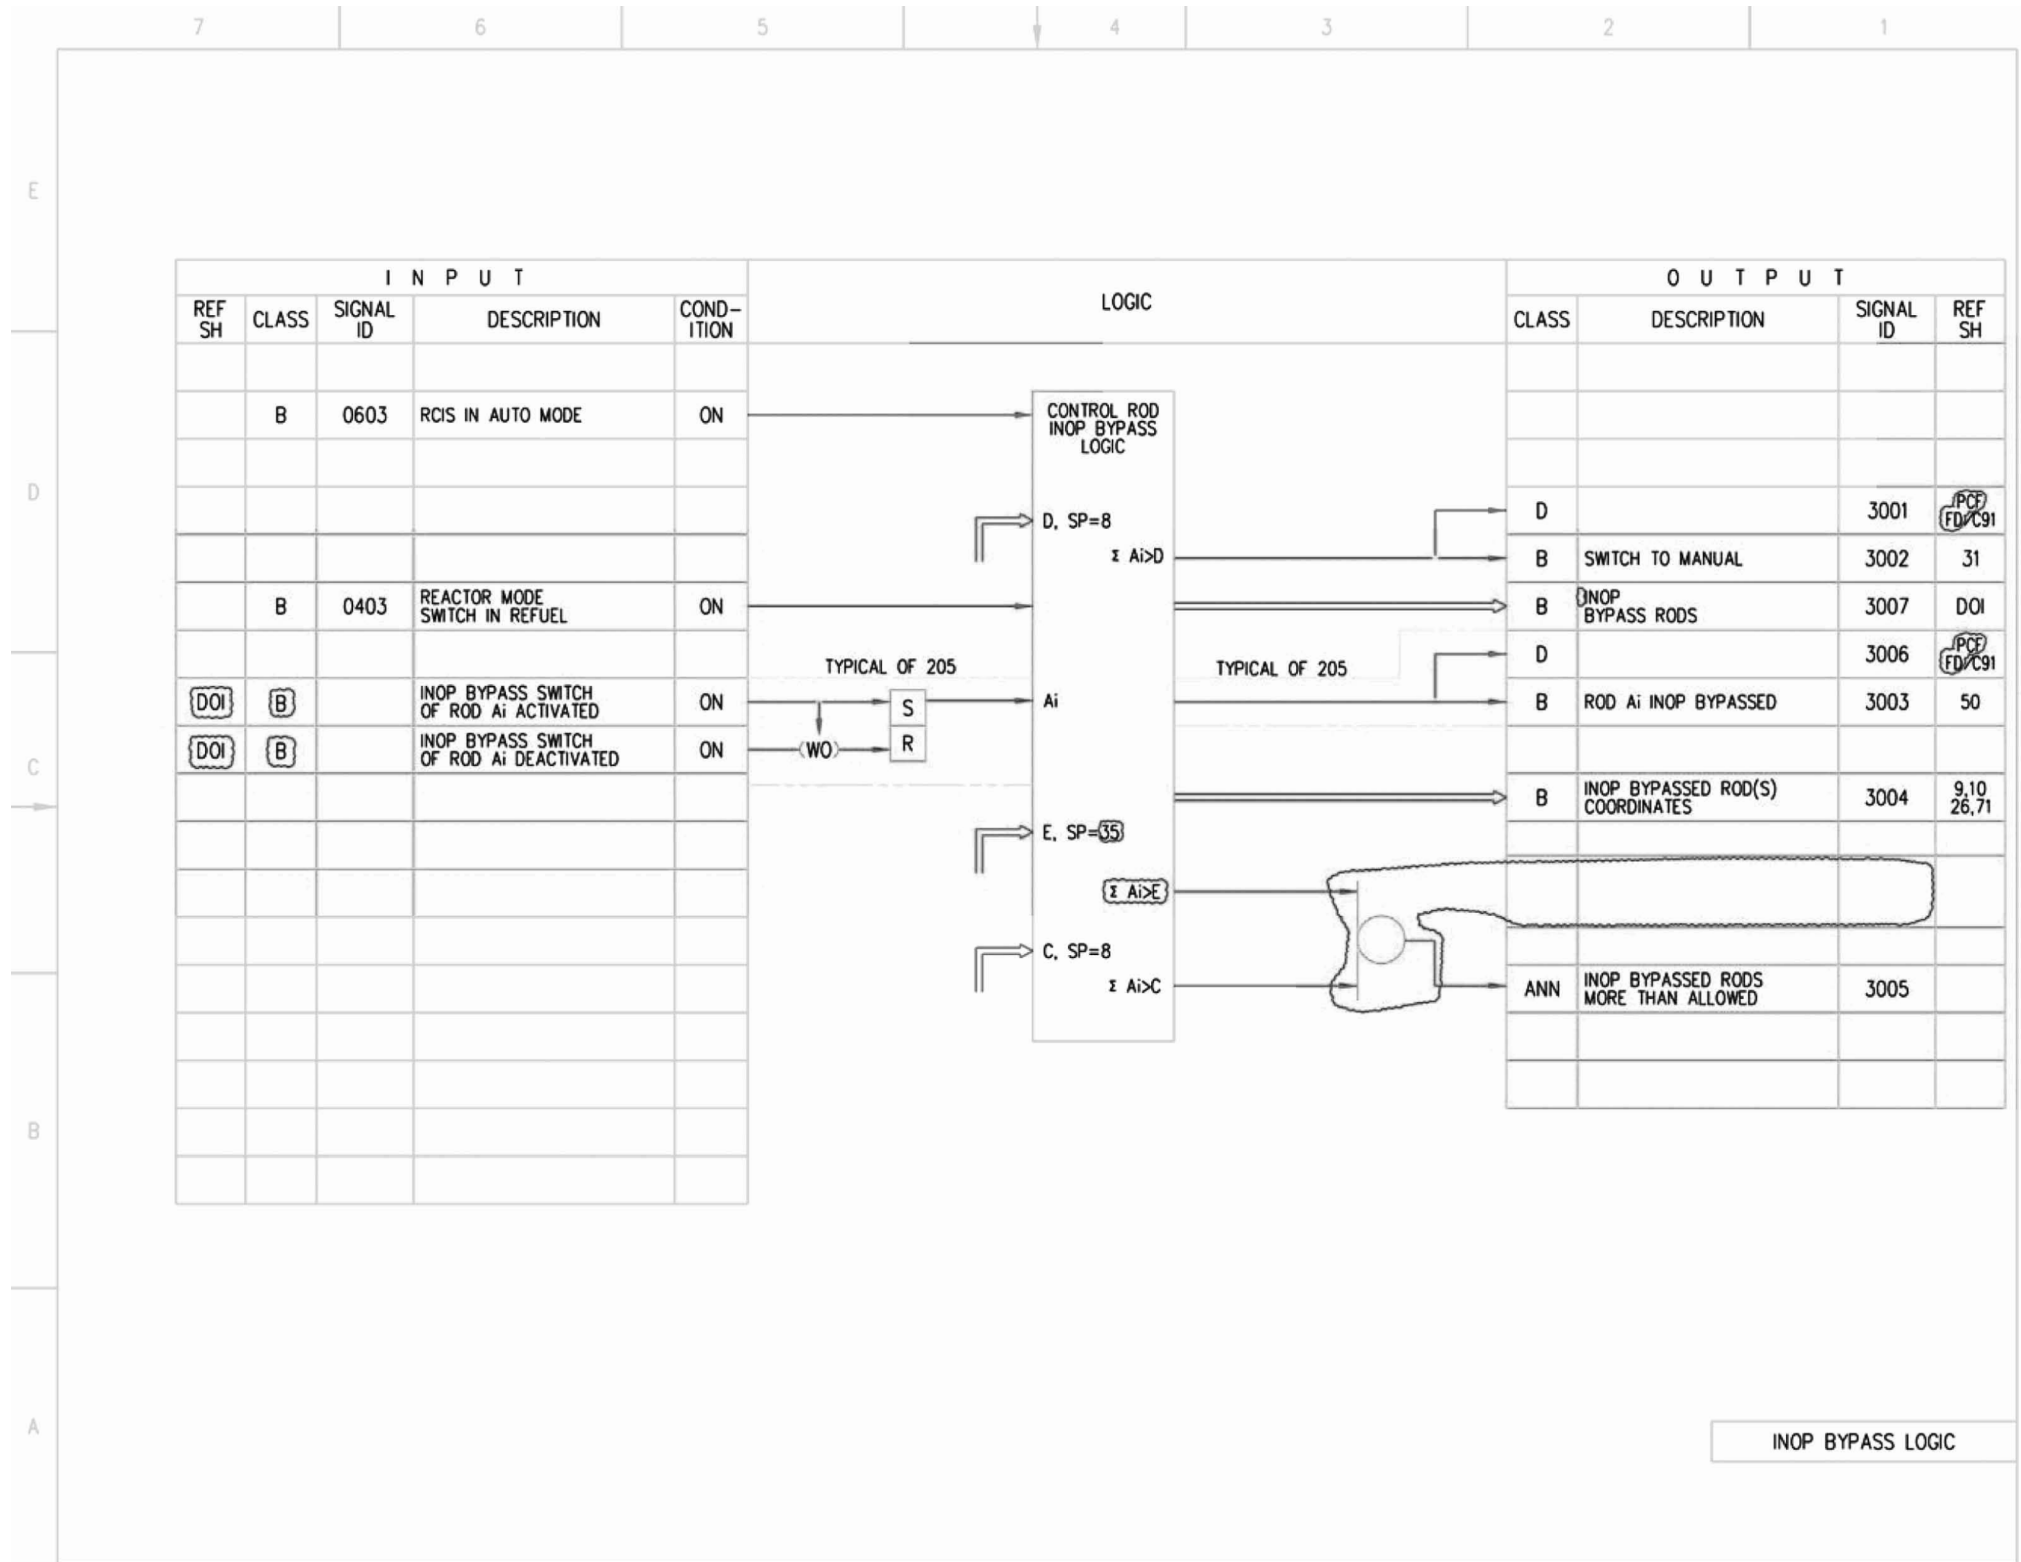 7 6 5 4 3 2 1
E
D
C
B
A
I N P U T
LOGIC
O U T P U T
REF
SH
CLASS
SIGNAL
ID
DESCRIPTION
COND-
ITION
CLASS
DESCRIPTION
SIGNAL
ID
REF
SH
B 0603 RCIS IN AUTO MODE ON
B 0403 REACTOR MODE
SWITCH IN REFUEL ON
DOI B INOP BYPASS SWITCH
OF ROD Ai ACTIVATED ON
DOI B INOP BYPASS SWITCH
OF ROD Ai DEACTIVATED ON
TYPICAL OF 205
S
R
(WO)
CONTROL ROD
INOP BYPASS
LOGIC
D, SP=8
Σ Ai>D
Ai
E, SP=35
Σ Ai>E
C, SP=8
Σ Ai>C
TYPICAL OF 205
D 3001 PCF
FD/C91
B SWITCH TO MANUAL 3002 31
B INOP
BYPASS RODS 3007 DOI
D 3006 PCF
FD/C91
B ROD Ai INOP BYPASSED 3003 50
B INOP BYPASSED ROD(S)
COORDINATES 3004 9,10
26,71
ANN INOP BYPASSED RODS
MORE THAN ALLOWED 3005
INOP BYPASS LOGIC